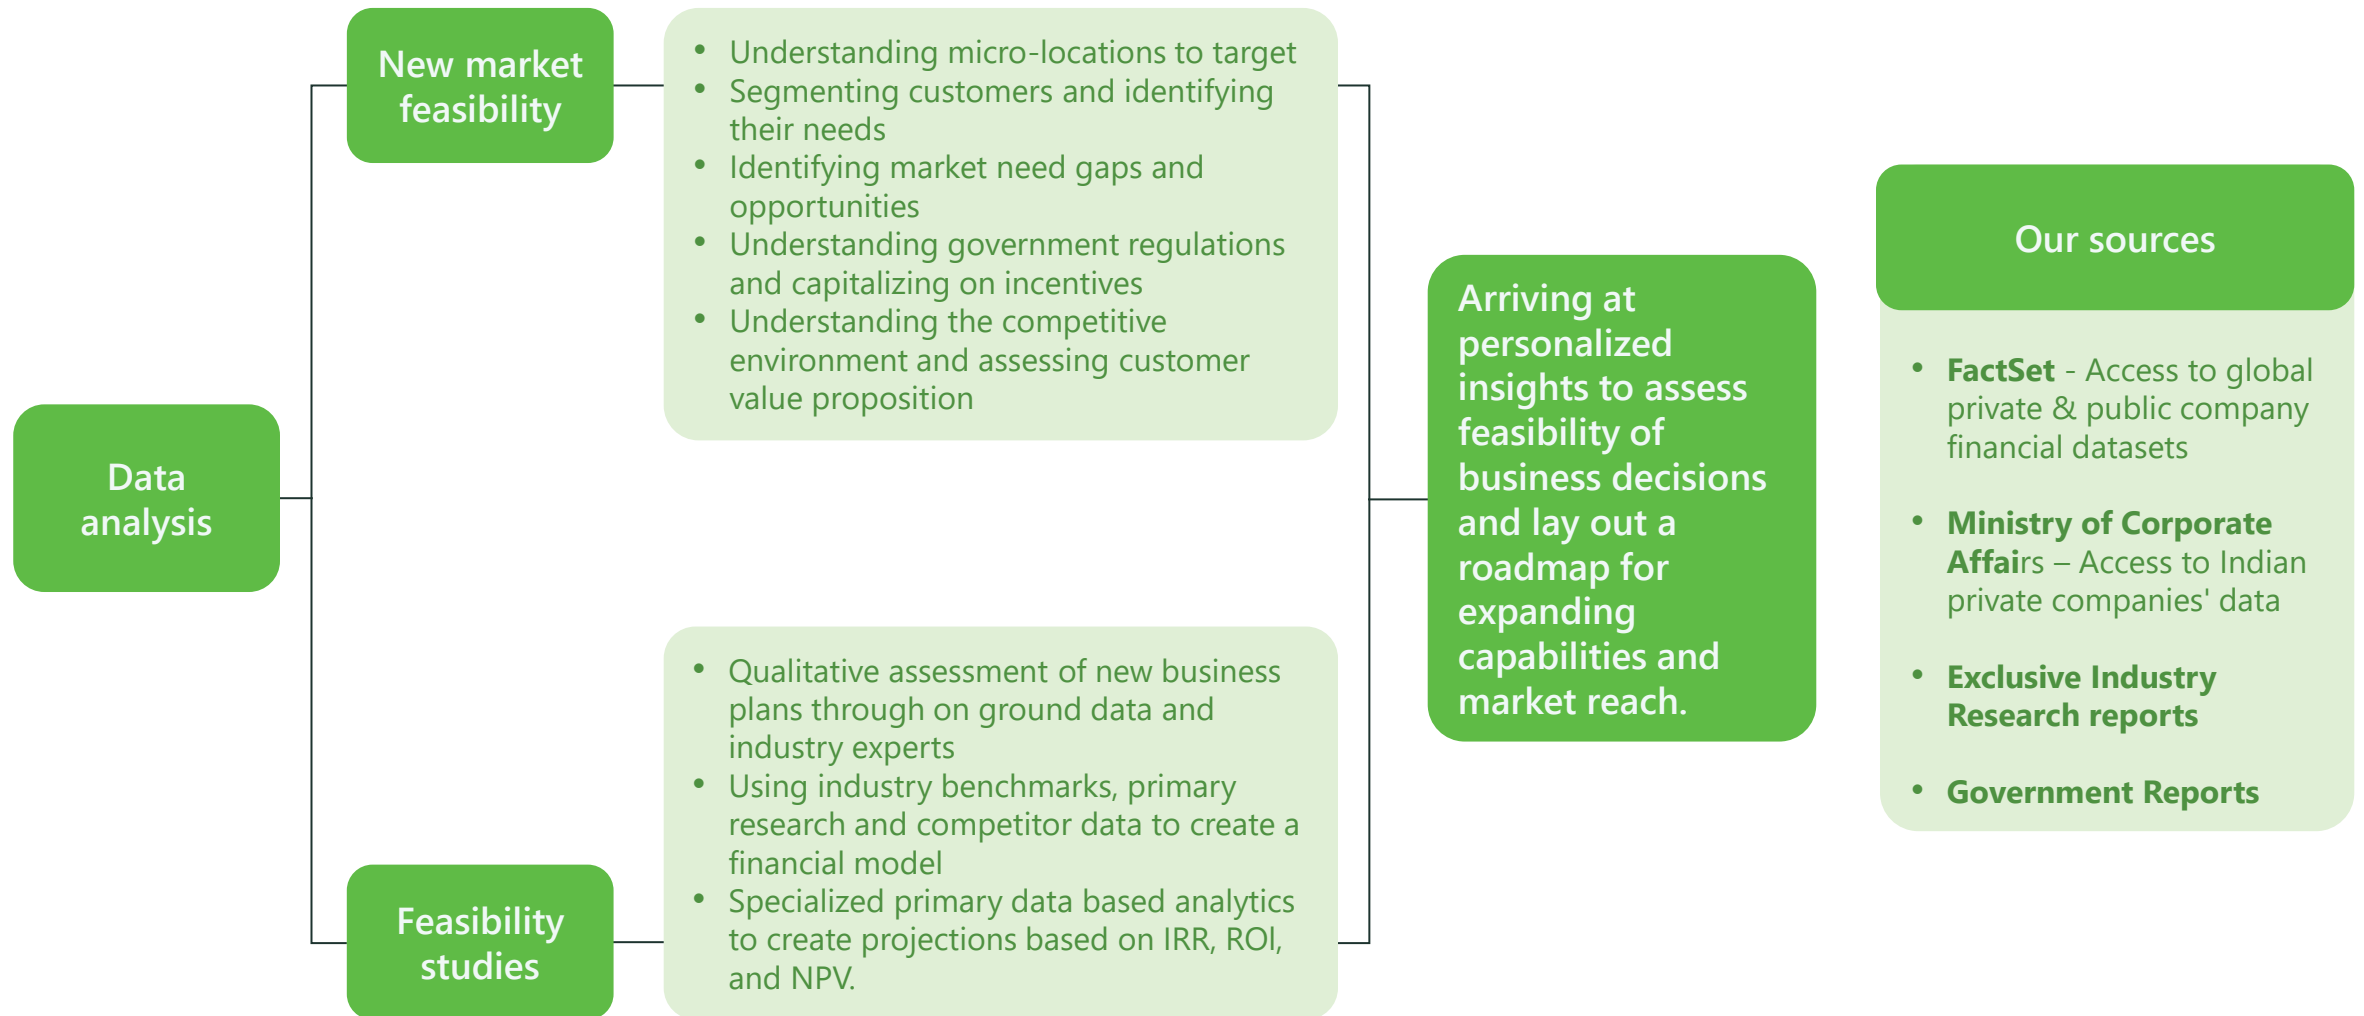 New market
feasibility
• Understanding micro-locations to target
• Segmenting customers and identifying
their needs
• Identifying market need gaps and
opportunities
• Understanding government regulations
and capitalizing on incentives
• Understanding the competitive
environment and assessing customer
value proposition
Data
analysis
Feasibility
studies
• Qualitative assessment of new business
plans through on ground data and
industry experts
• Using industry benchmarks, primary
research and competitor data to create a
financial model
• Specialized primary data based analytics
to create projections based on IRR, ROI,
and NPV.
Arriving at
personalized
insights to assess
feasibility of
business decisions
and lay out a
roadmap for
expanding
capabilities and
market reach.
Our sources
• FactSet - Access to global
private & public company
financial datasets
• Ministry of Corporate
Affairs – Access to Indian
private companies' data
• Exclusive Industry
Research reports
• Government Reports